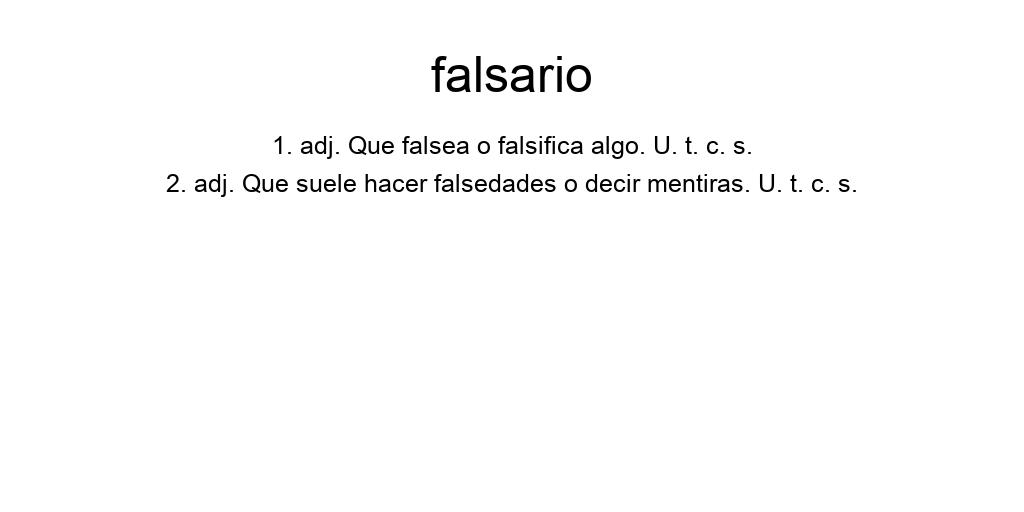 falsario
1. adj. Que falsea o falsifica algo. U. t. c. s.
2. adj. Que suele hacer falsedades o decir mentiras. U. t. c. s.